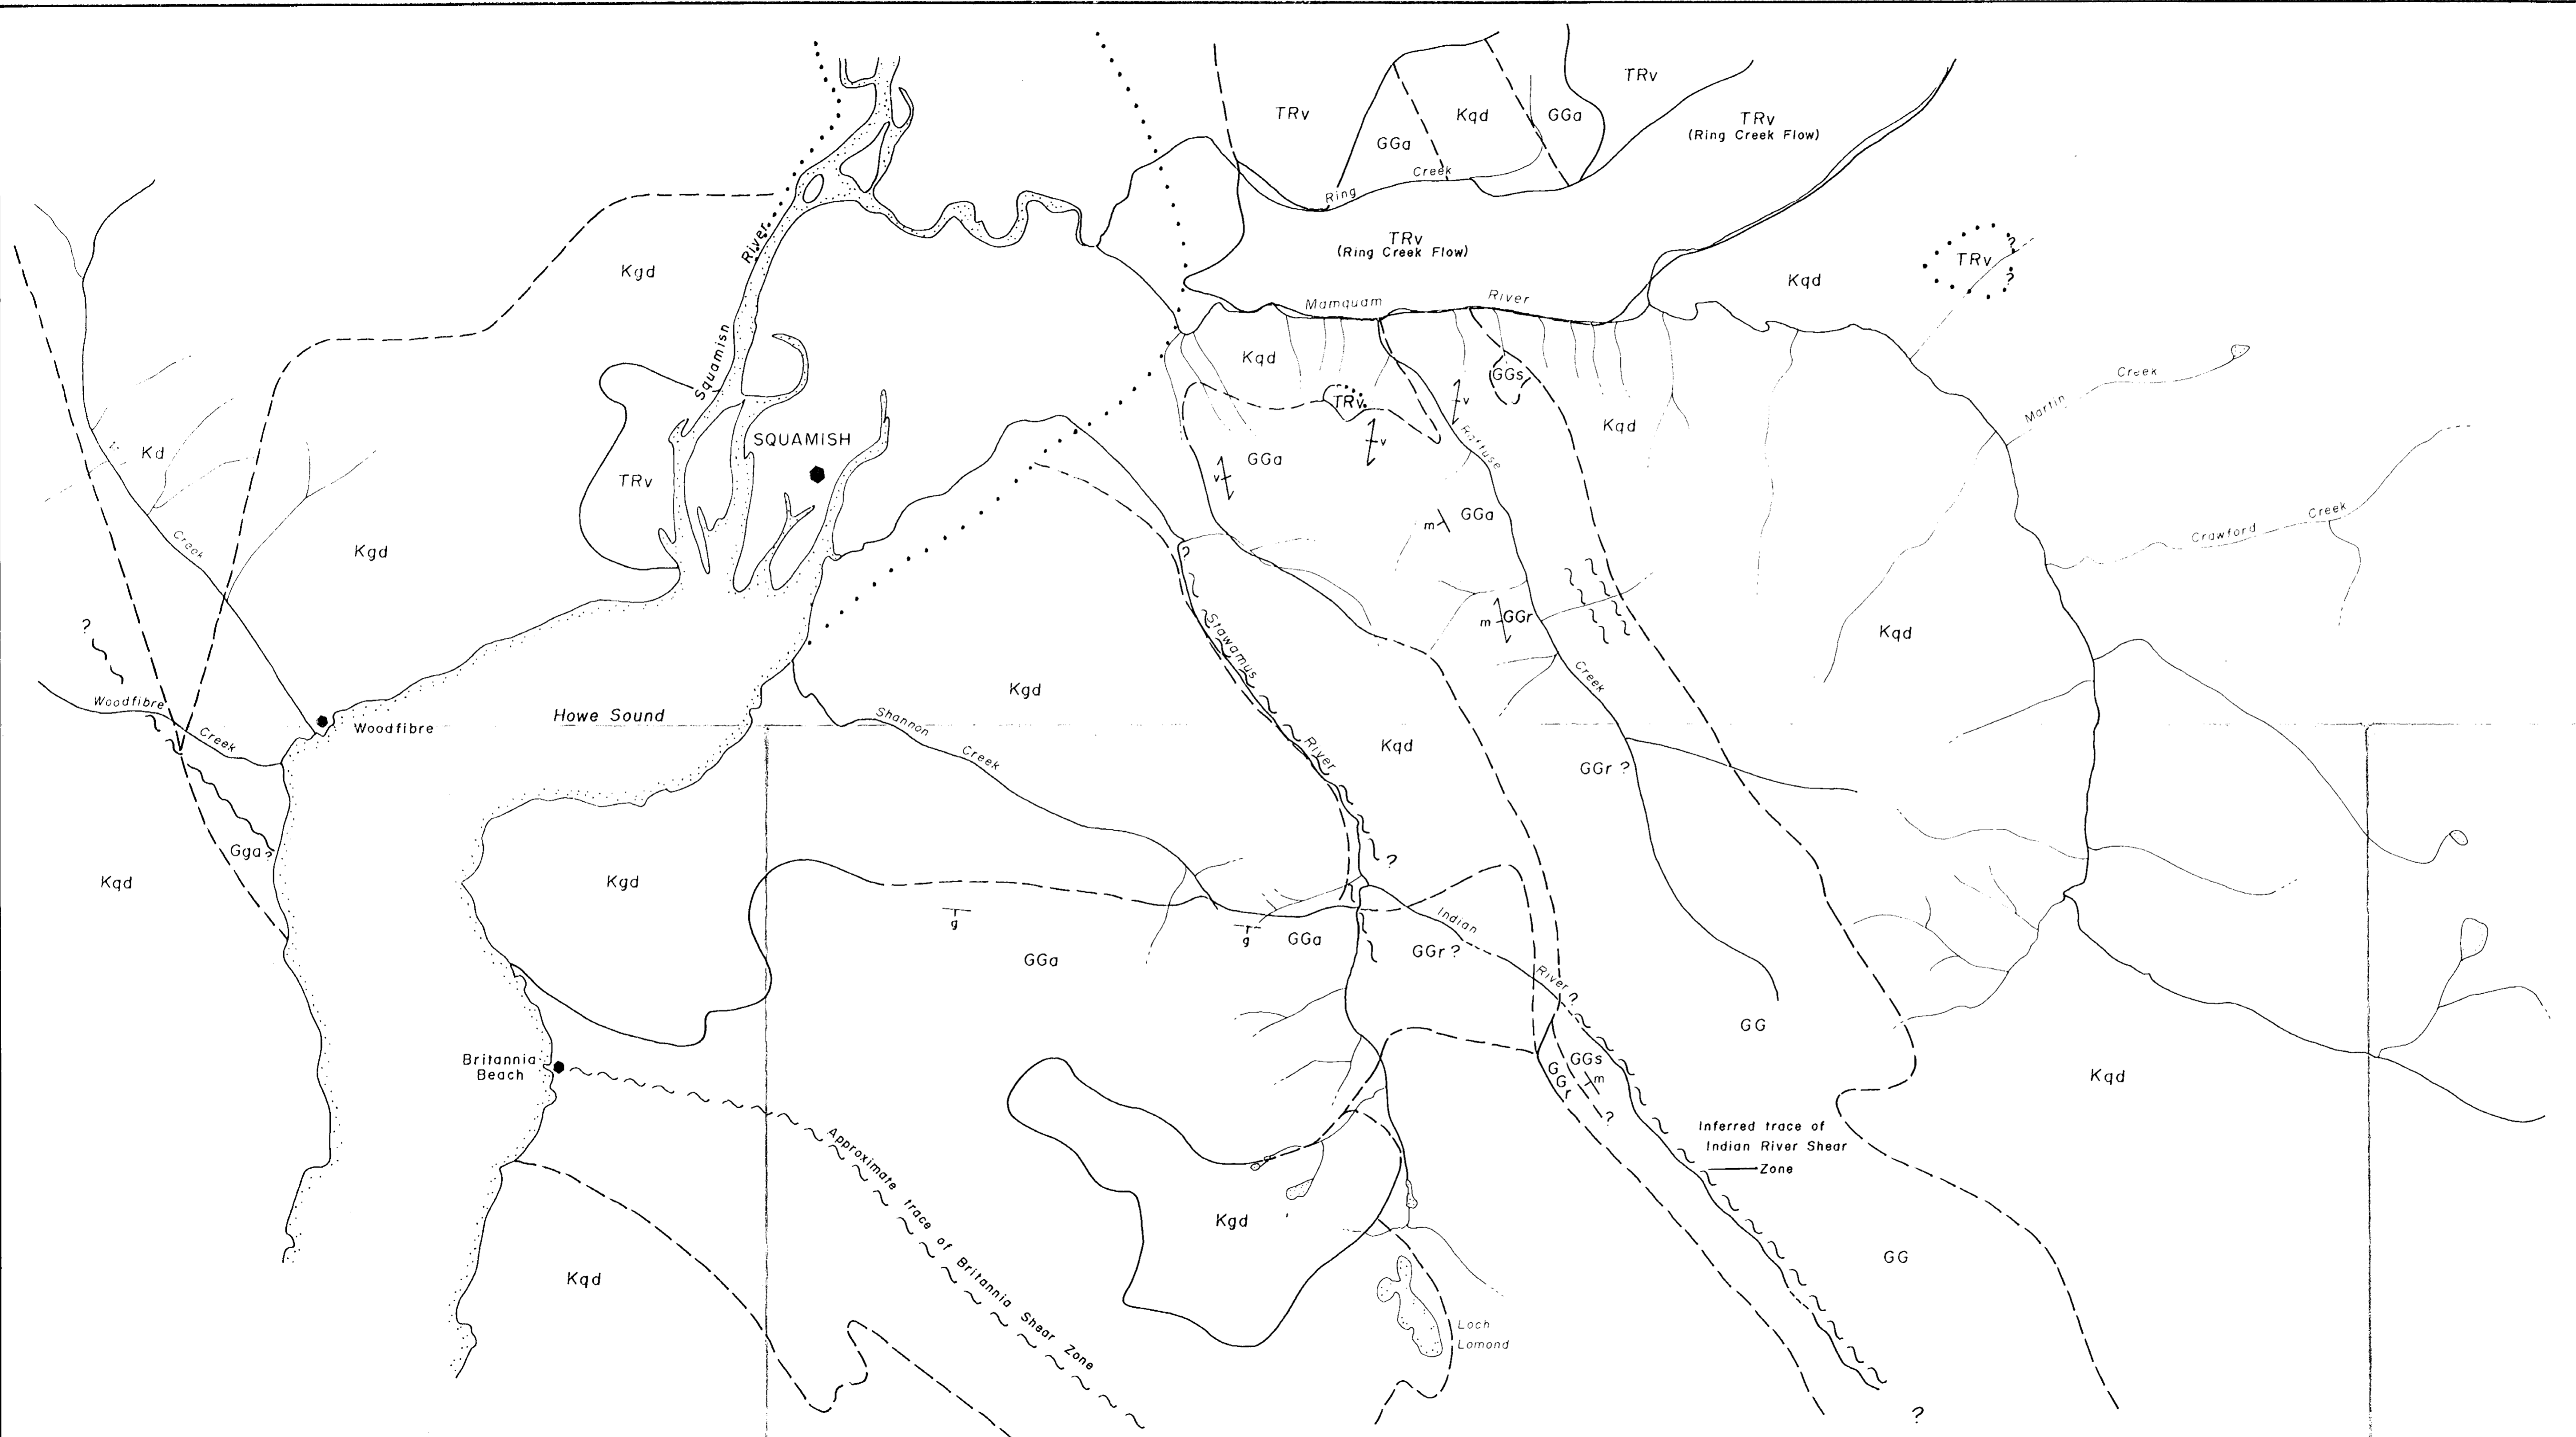 TRv
TRv
Kqd
GGa
GGa
TRv
(Ring Creek Flow)
Ring
Creek
River
Kgd
TRv
(Ring Creek Flow)
TRv
?
?
Kqd
Mamquam
River
Squamish
Kqd
GGs
TRv
v
Martin
Creek
SQUAMISH
Kd
TRv
GGa
v
v
Raffuse
Kqd
Creek
Kgd
m
GGa
Crawford
Creek
?
Stawamus
m
GGr
Kqd
?
Kgd
Creek
Woodfibre
Creek
Woodfibre
Howe Sound
Shannon
Creek
River
Kqd
GGr ?
Gga ?
Kqd
Kgd
?
g
g
GGa
GGa
Indian
GGr ?
River ?
GG
Britannia
Beach
GGs
GGr
m
?
Kqd
Approximate trace of Britannia Shear Zone
Inferred trace of
Indian River Shear
Zone
Kgd
Kqd
GG
Loch
Lomond
?